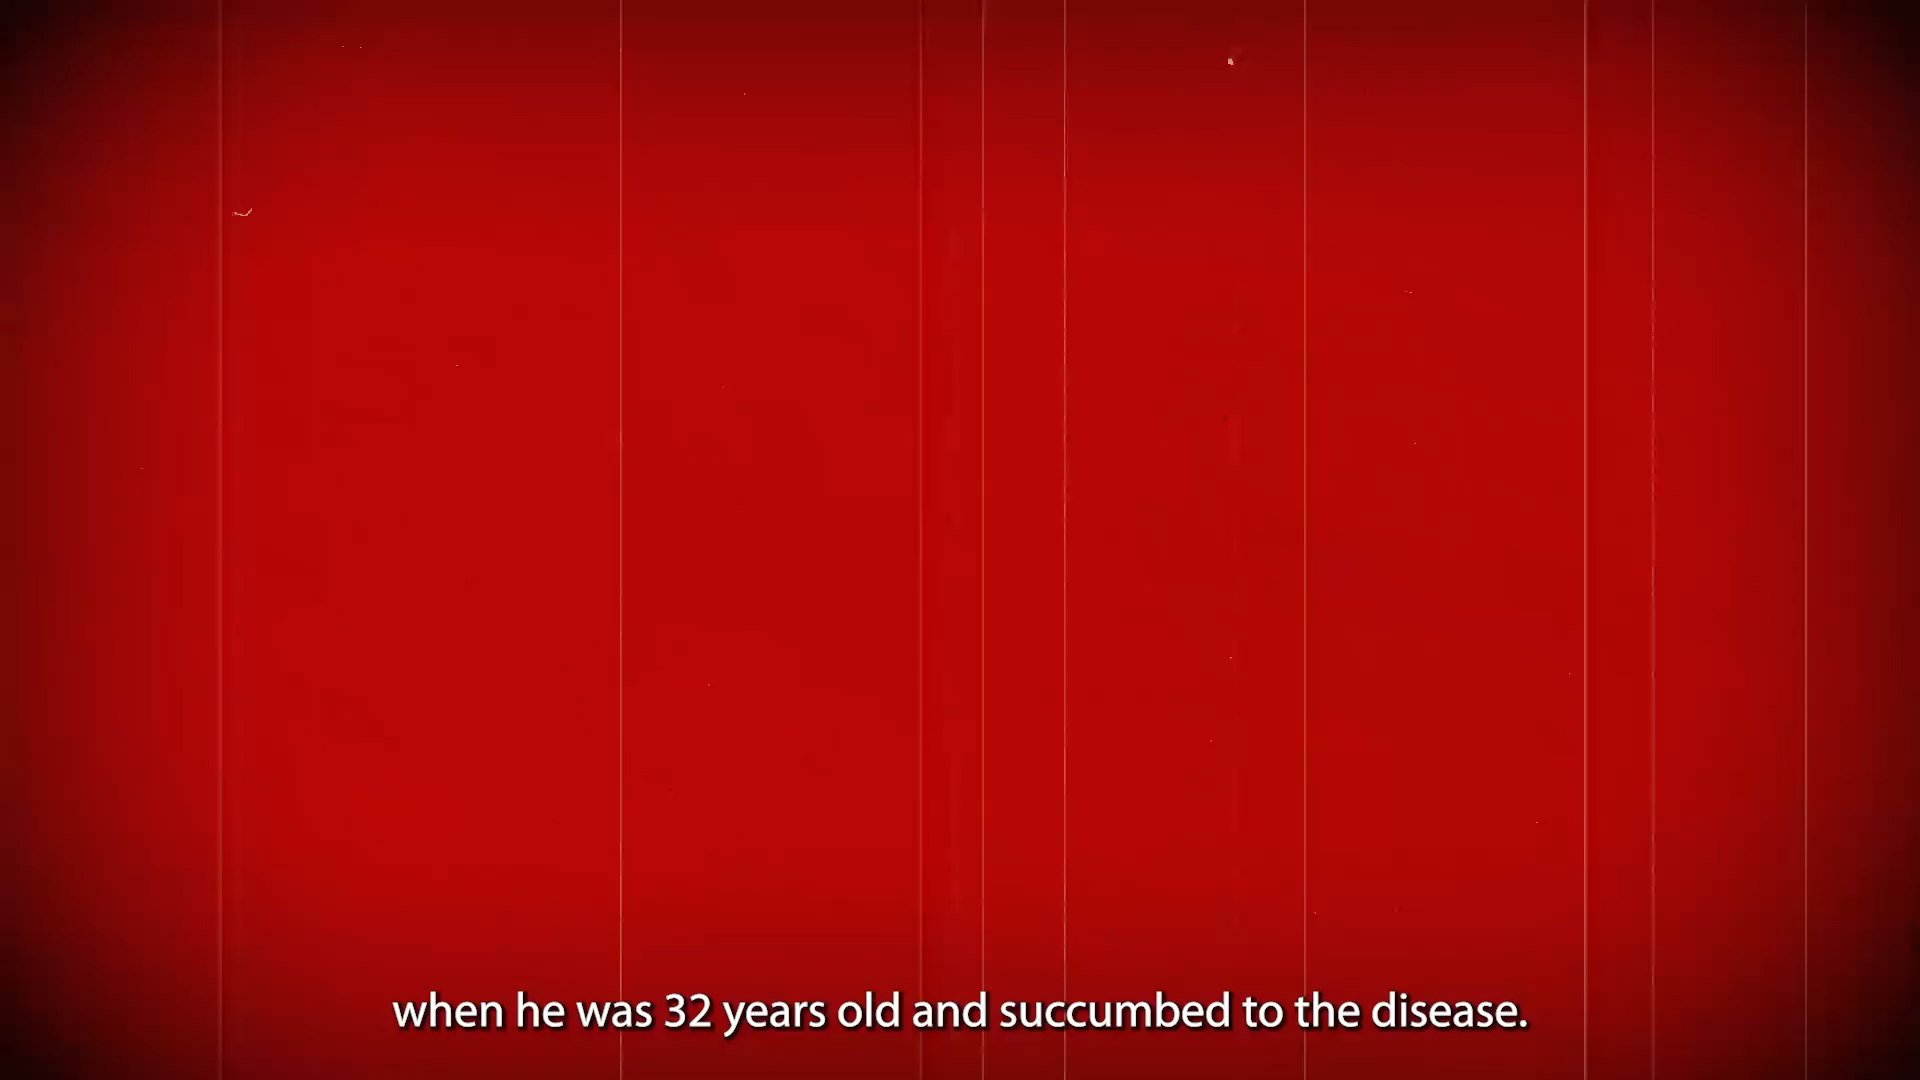 when he was 32 years old and succumbed to the disease.